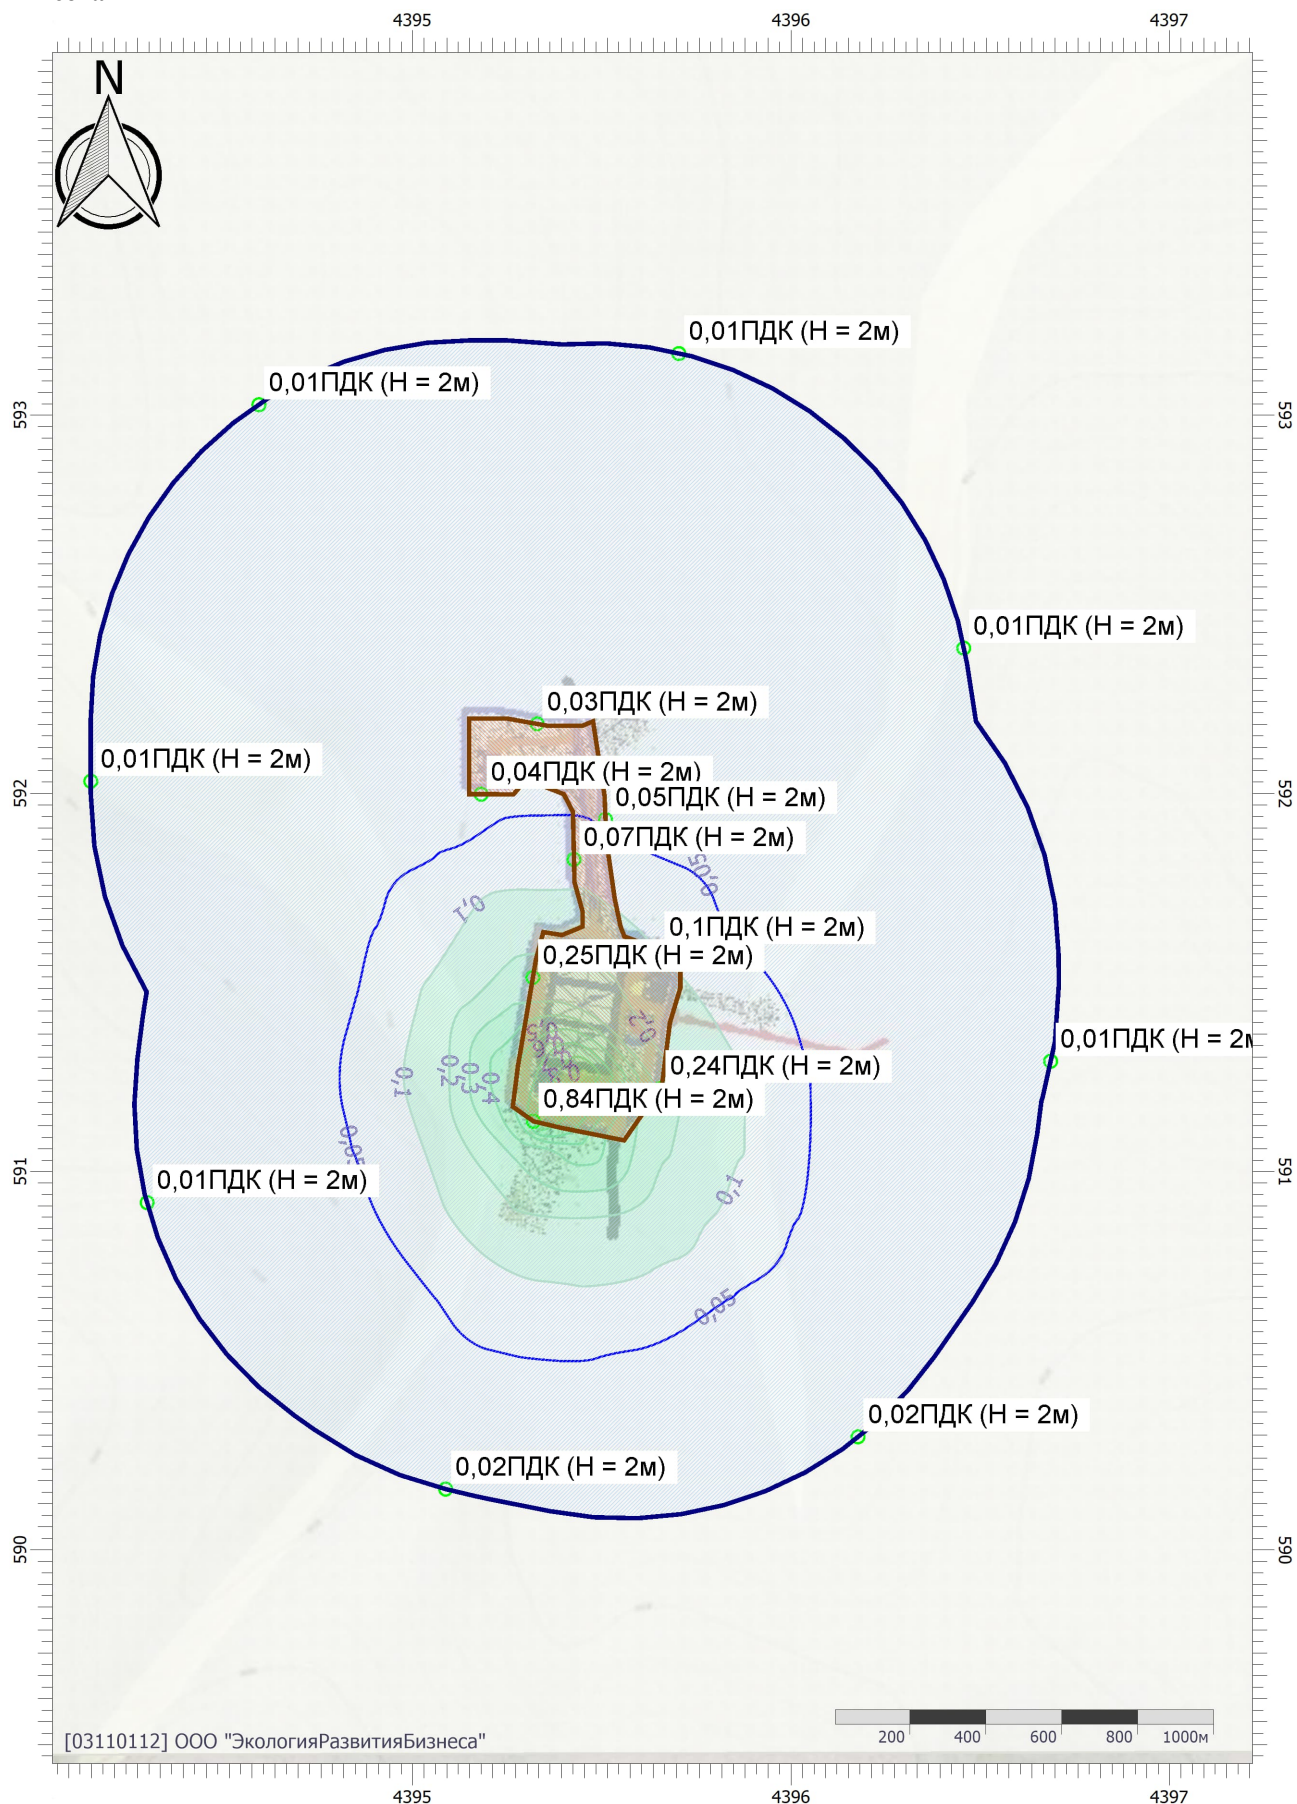 4395
4396
4397
N
0,01ПДК (Н = 2м)
0,01ПДК (Н = 2м)
593
593
0,01ПДК (Н = 2м)
0,03ПДК (Н = 2м)
0,01ПДК (Н = 2м)
0,04ПДК (Н = 2м)
592
592
0,05ПДК (Н = 2м)
0,07ПДК (Н = 2м)
0,05
0,1
0,1ПДК (Н = 2м)
0,25ПДК (Н = 2м)
0,2
0,01ПДК (Н = 2м
0,24ПДК (Н = 2м)
0,1
0,2
0,3
0,4
0,84ПДК (Н = 2м)
0,05
591
591
0,01ПДК (Н = 2м)
0,1
0,05
0,02ПДК (Н = 2м)
0,02ПДК (Н = 2м)
590
590
200
400
600
800
1000м
[03110112] ООО "ЭкологияРазвитияБизнеса"
4395
4396
4397